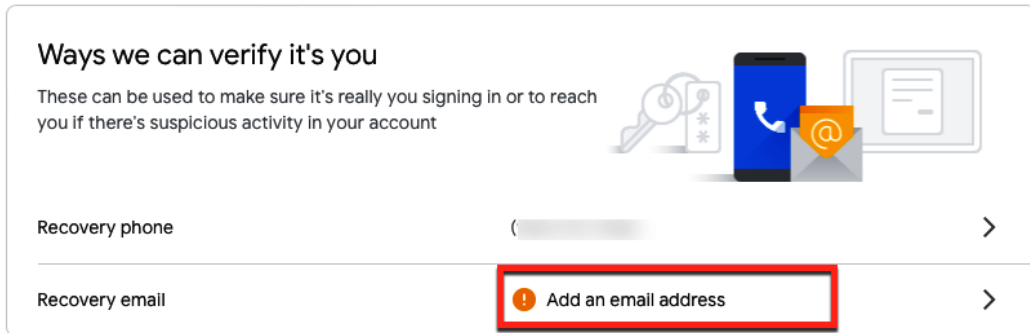 Ways we can verify it's you
These can be used to make sure it's really you signing in or to reach
you if there's suspicious activity in your account
**
@
Recovery phone (
Recovery email ! Add an email address